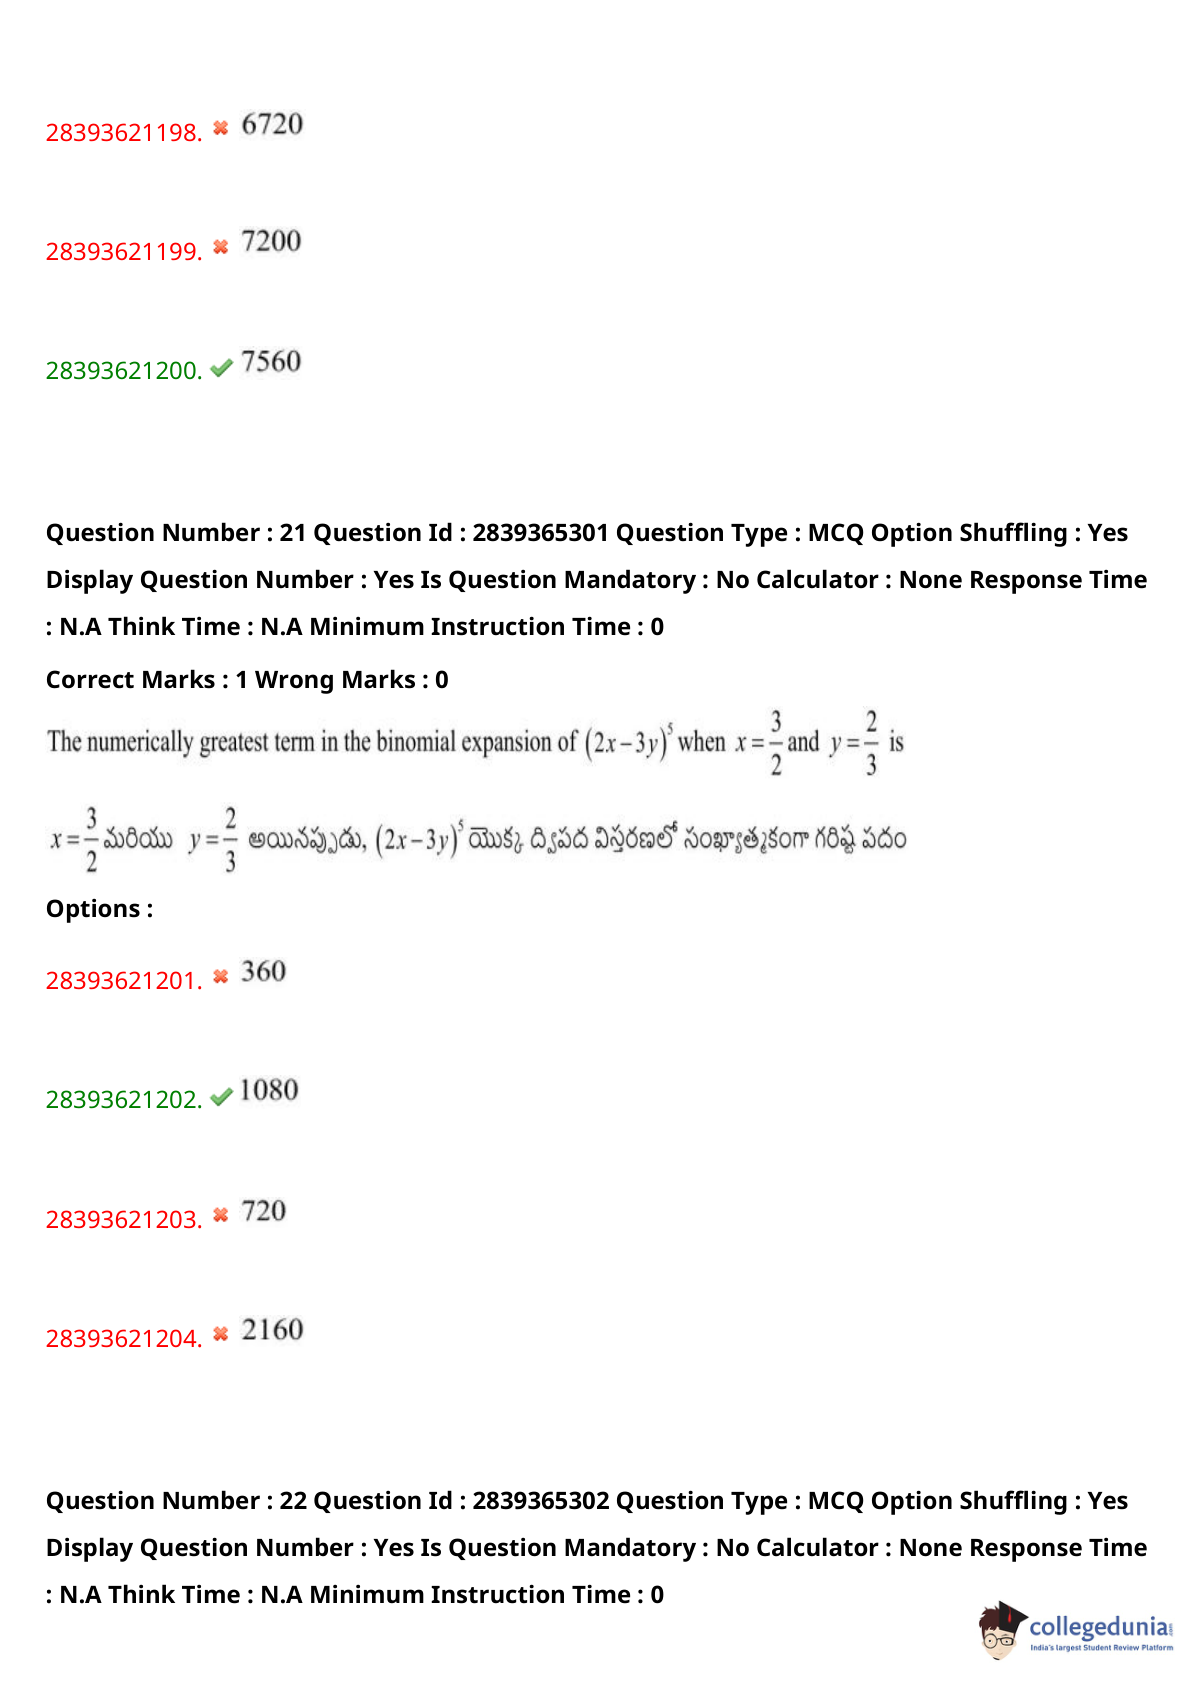 28393621198. ✖ 6720
28393621199. ✖ 7200
28393621200. ✔ 7560
Question Number : 21 Question Id : 2839365301 Question Type : MCQ Option Shuffling : Yes
Display Question Number : Yes Is Question Mandatory : No Calculator : None Response Time
: N.A Think Time : N.A Minimum Instruction Time : 0
Correct Marks : 1 Wrong Marks : 0
The numerically greatest term in the binomial expansion of (2x−3y)^5 when x = 3/2 and y = 2/3 is
x = 3/2 మరియు y = 2/3 అయినప్పుడు, (2x−3y)^5 యొక్క ద్విపద విస్తరణలో సంఖ్యాత్మకంగా గరిష్ట పదం
Options :
28393621201. ✖ 360
28393621202. ✔ 1080
28393621203. ✖ 720
28393621204. ✖ 2160
Question Number : 22 Question Id : 2839365302 Question Type : MCQ Option Shuffling : Yes
Display Question Number : Yes Is Question Mandatory : No Calculator : None Response Time
: N.A Think Time : N.A Minimum Instruction Time : 0
collegedunia
India's largest Student Review Platform